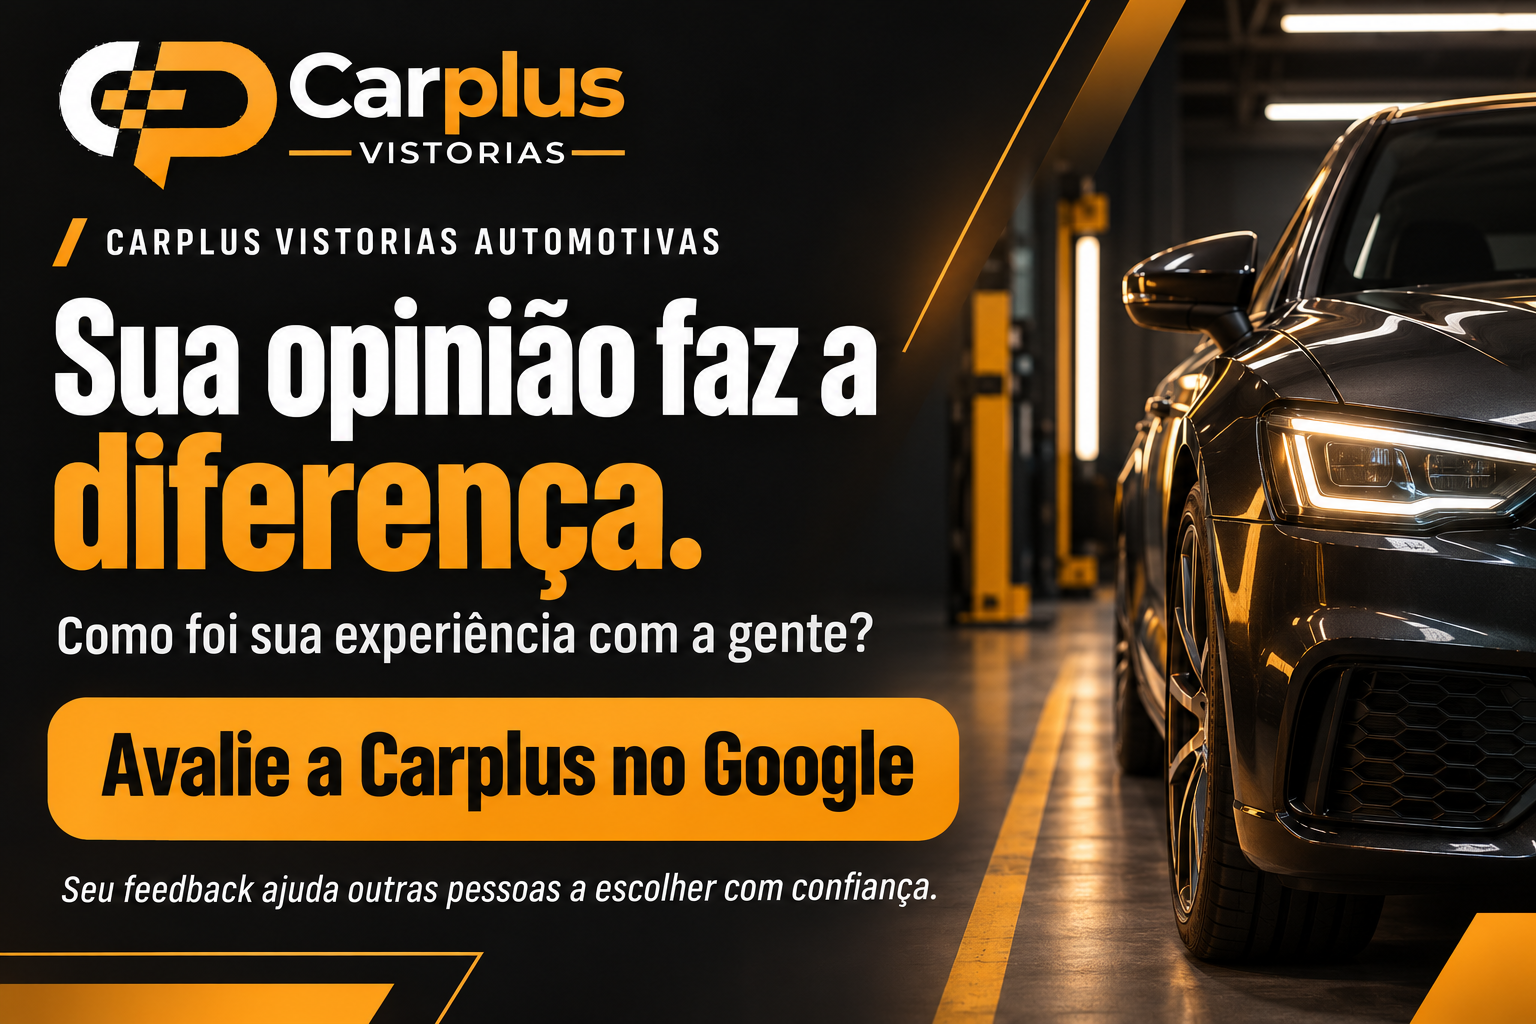 Carplus
VISTORIAS
CARPLUS VISTORIAS AUTOMOTIVAS
Sua opinião faz a
diferença.
Como foi sua experiência com a gente?
Avalie a Carplus no Google
Seu feedback ajuda outras pessoas a escolher com confiança.